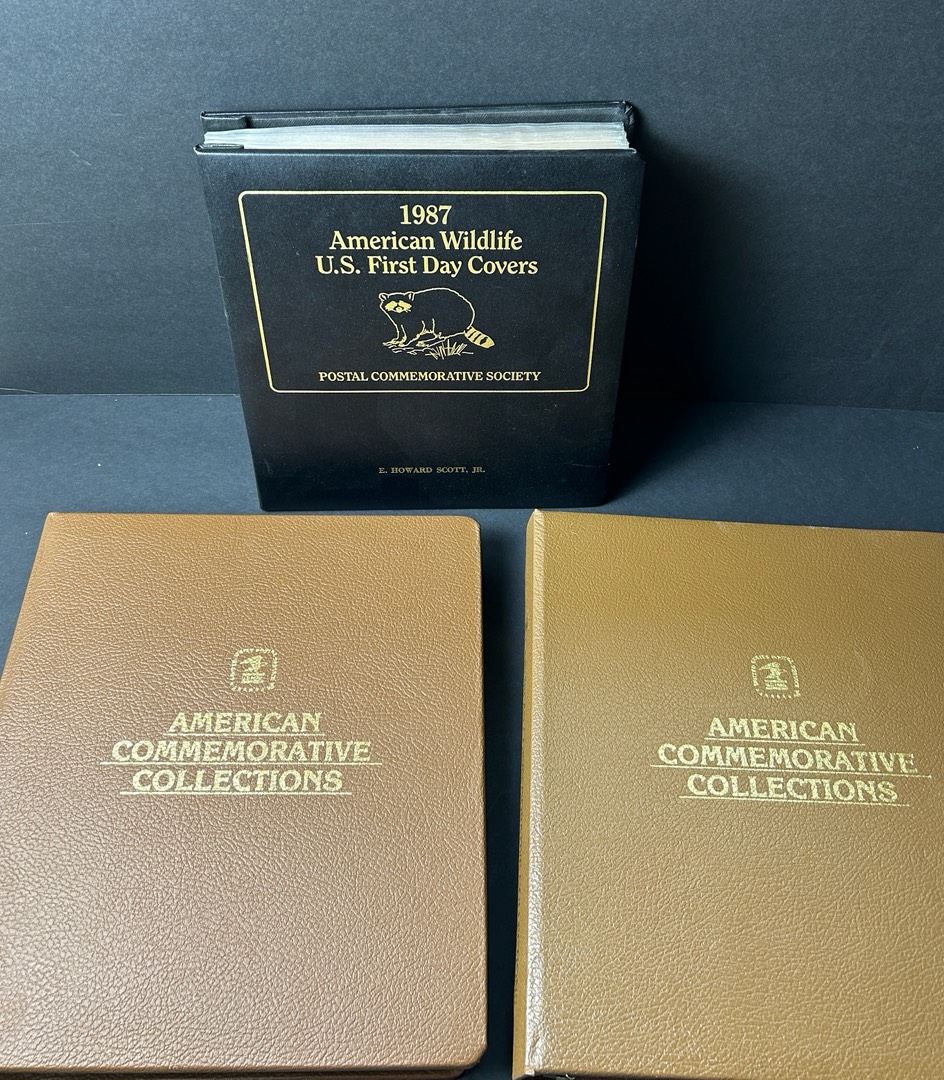 1987
American Wildlife
U.S. First Day Covers
POSTAL COMMEMORATIVE SOCIETY
E. HOWARD SCOTT, JR.
AMERICAN
COMMEMORATIVE
COLLECTIONS
AMERICAN
COMMEMORATIVE
COLLECTIONS